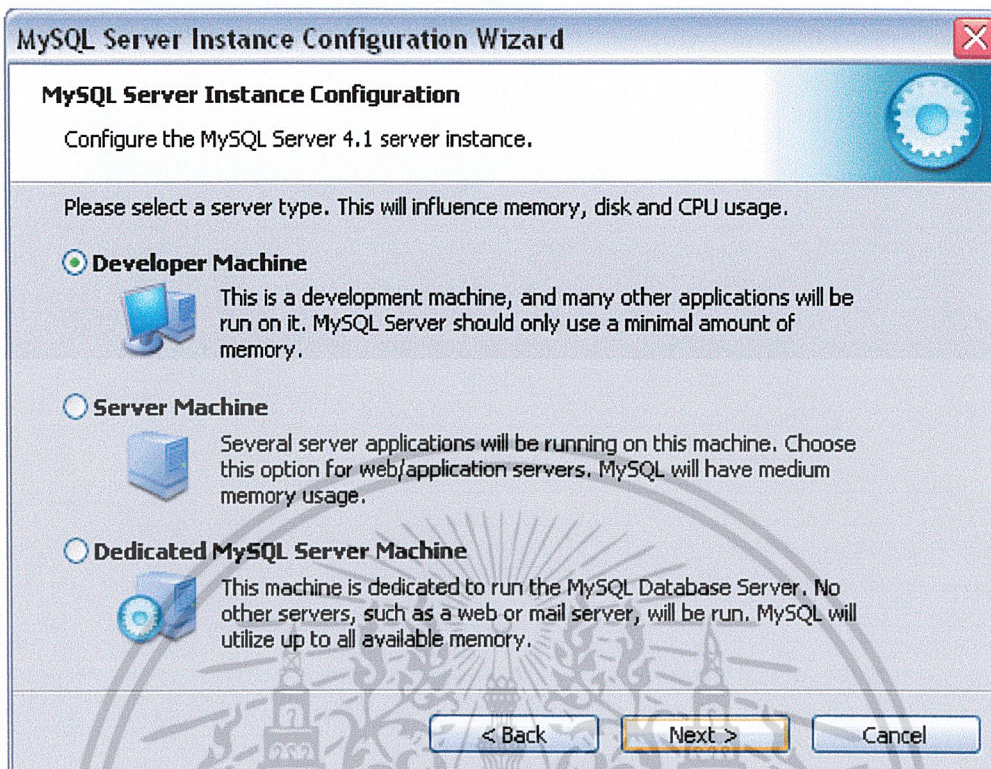 MySQL Server Instance Configuration Wizard
MySQL Server Instance Configuration
Configure the MySQL Server 4.1 server instance.
Please select a server type. This will influence memory, disk and CPU usage.
Developer Machine
This is a development machine, and many other applications will be
run on it. MySQL Server should only use a minimal amount of
memory.
Server Machine
Several server applications will be running on this machine. Choose
this option for web/application servers. MySQL will have medium
memory usage.
Dedicated MySQL Server Machine
This machine is dedicated to run the MySQL Database Server. No
other servers, such as a web or mail server, will be run. MySQL will
utilize up to all available memory.
< Back
Next >
Cancel